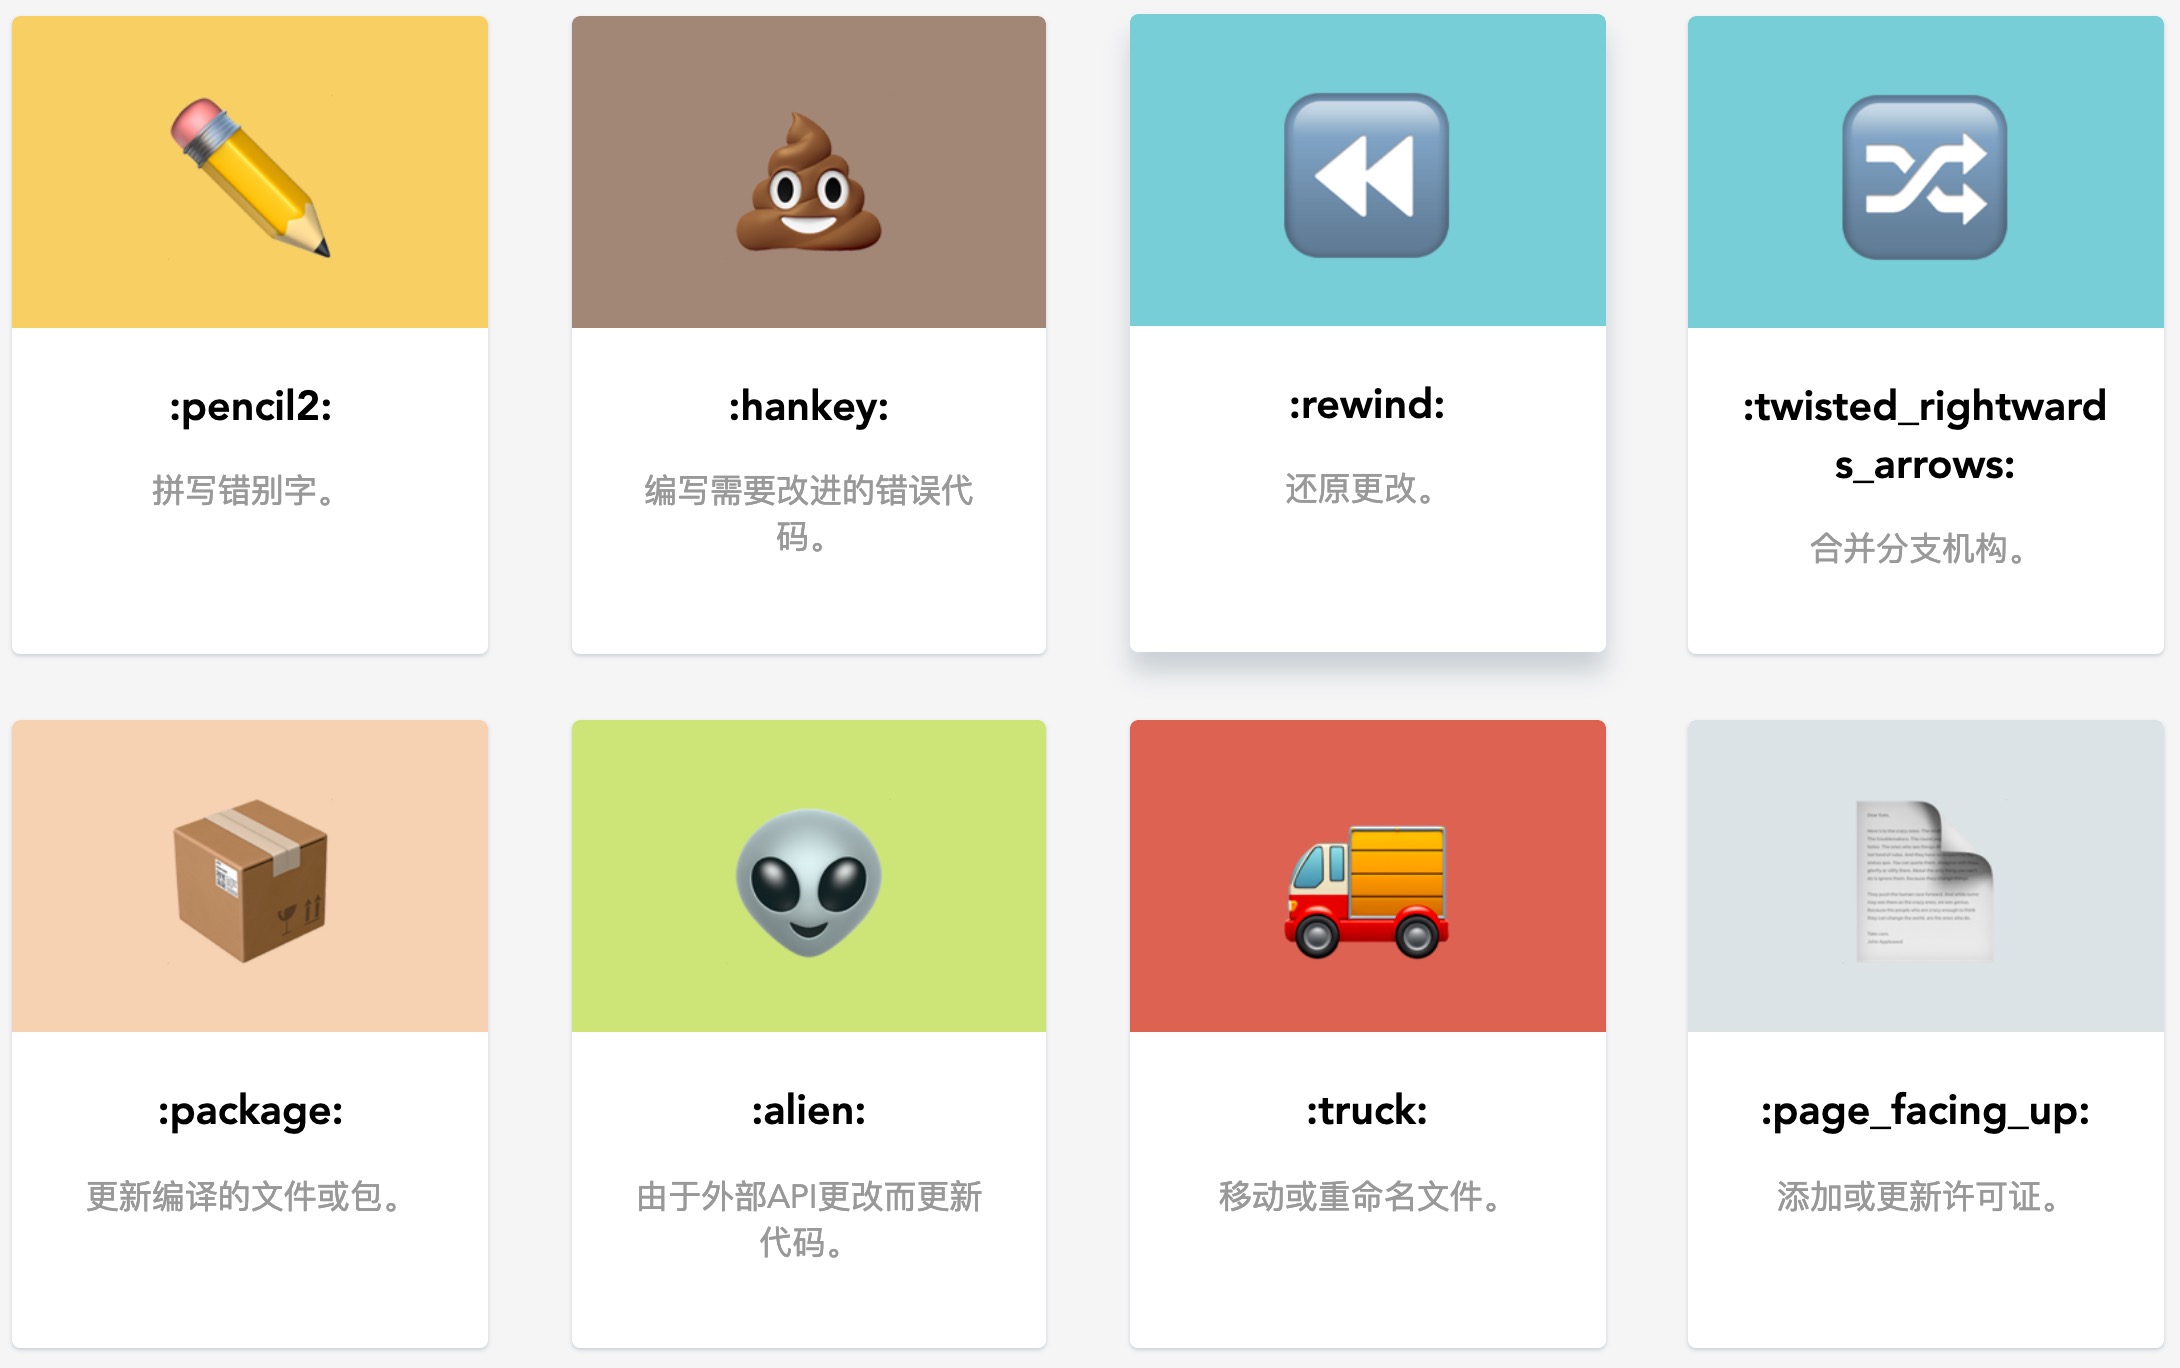 :pencil2:
拼写错别字。
:hankey:
编写需要改进的错误代
码。
:rewind:
还原更改。
:twisted_rightward
s_arrows:
合并分支机构。
:package:
更新编译的文件或包。
:alien:
由于外部API更改而更新
代码。
:truck:
移动或重命名文件。
:page_facing_up:
添加或更新许可证。